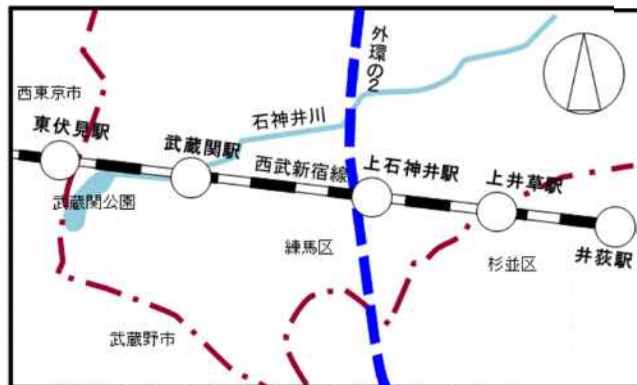 外環の2
西東京市
東伏見駅
武蔵関駅
石神井川
西武新宿線
上石神井駅
上井草駅
武蔵関公園
練馬区
杉並区
井荻駅
武蔵野市